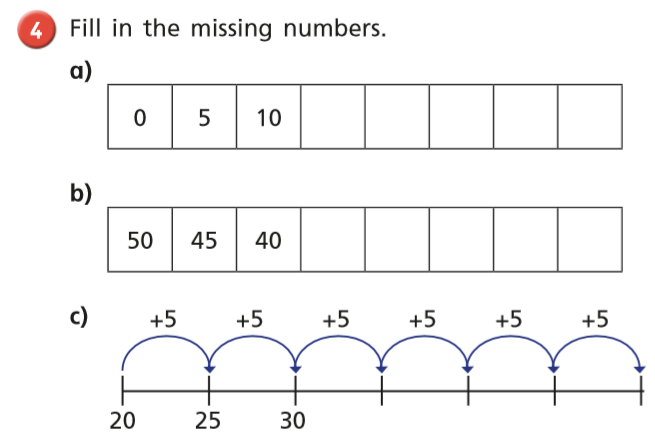 4 Fill in the missing numbers.
a)
0 5 10
b)
50 45 40
c) +5 +5 +5 +5 +5 +5
20 25 30